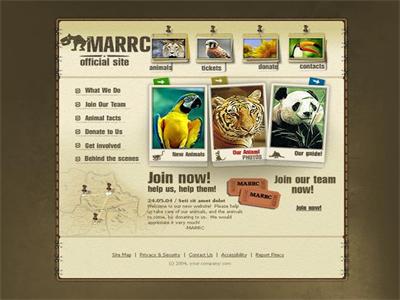 MARRC
official site
animals
tickets
donate
contacts
What We Do
Join Our Team
Animal facts
Donate to Us
Get involved
Behind the scenes
New Animals
Our Animal
PHOTOS
Our guide!
Join now!
help us, help them!
24.05.04 / Seti sit amet dolet
Welcome to our new website! Please help us
take care of our animals, and the animals
to come, by donating to us. We would
appreciate it very much!
-MARRC
MARRC
MARRC
Join our team
now!
Join now!
Site Map | Privacy & Security | Contact Us | Accessibility | Report Piracy
(c) 2004, your company.com